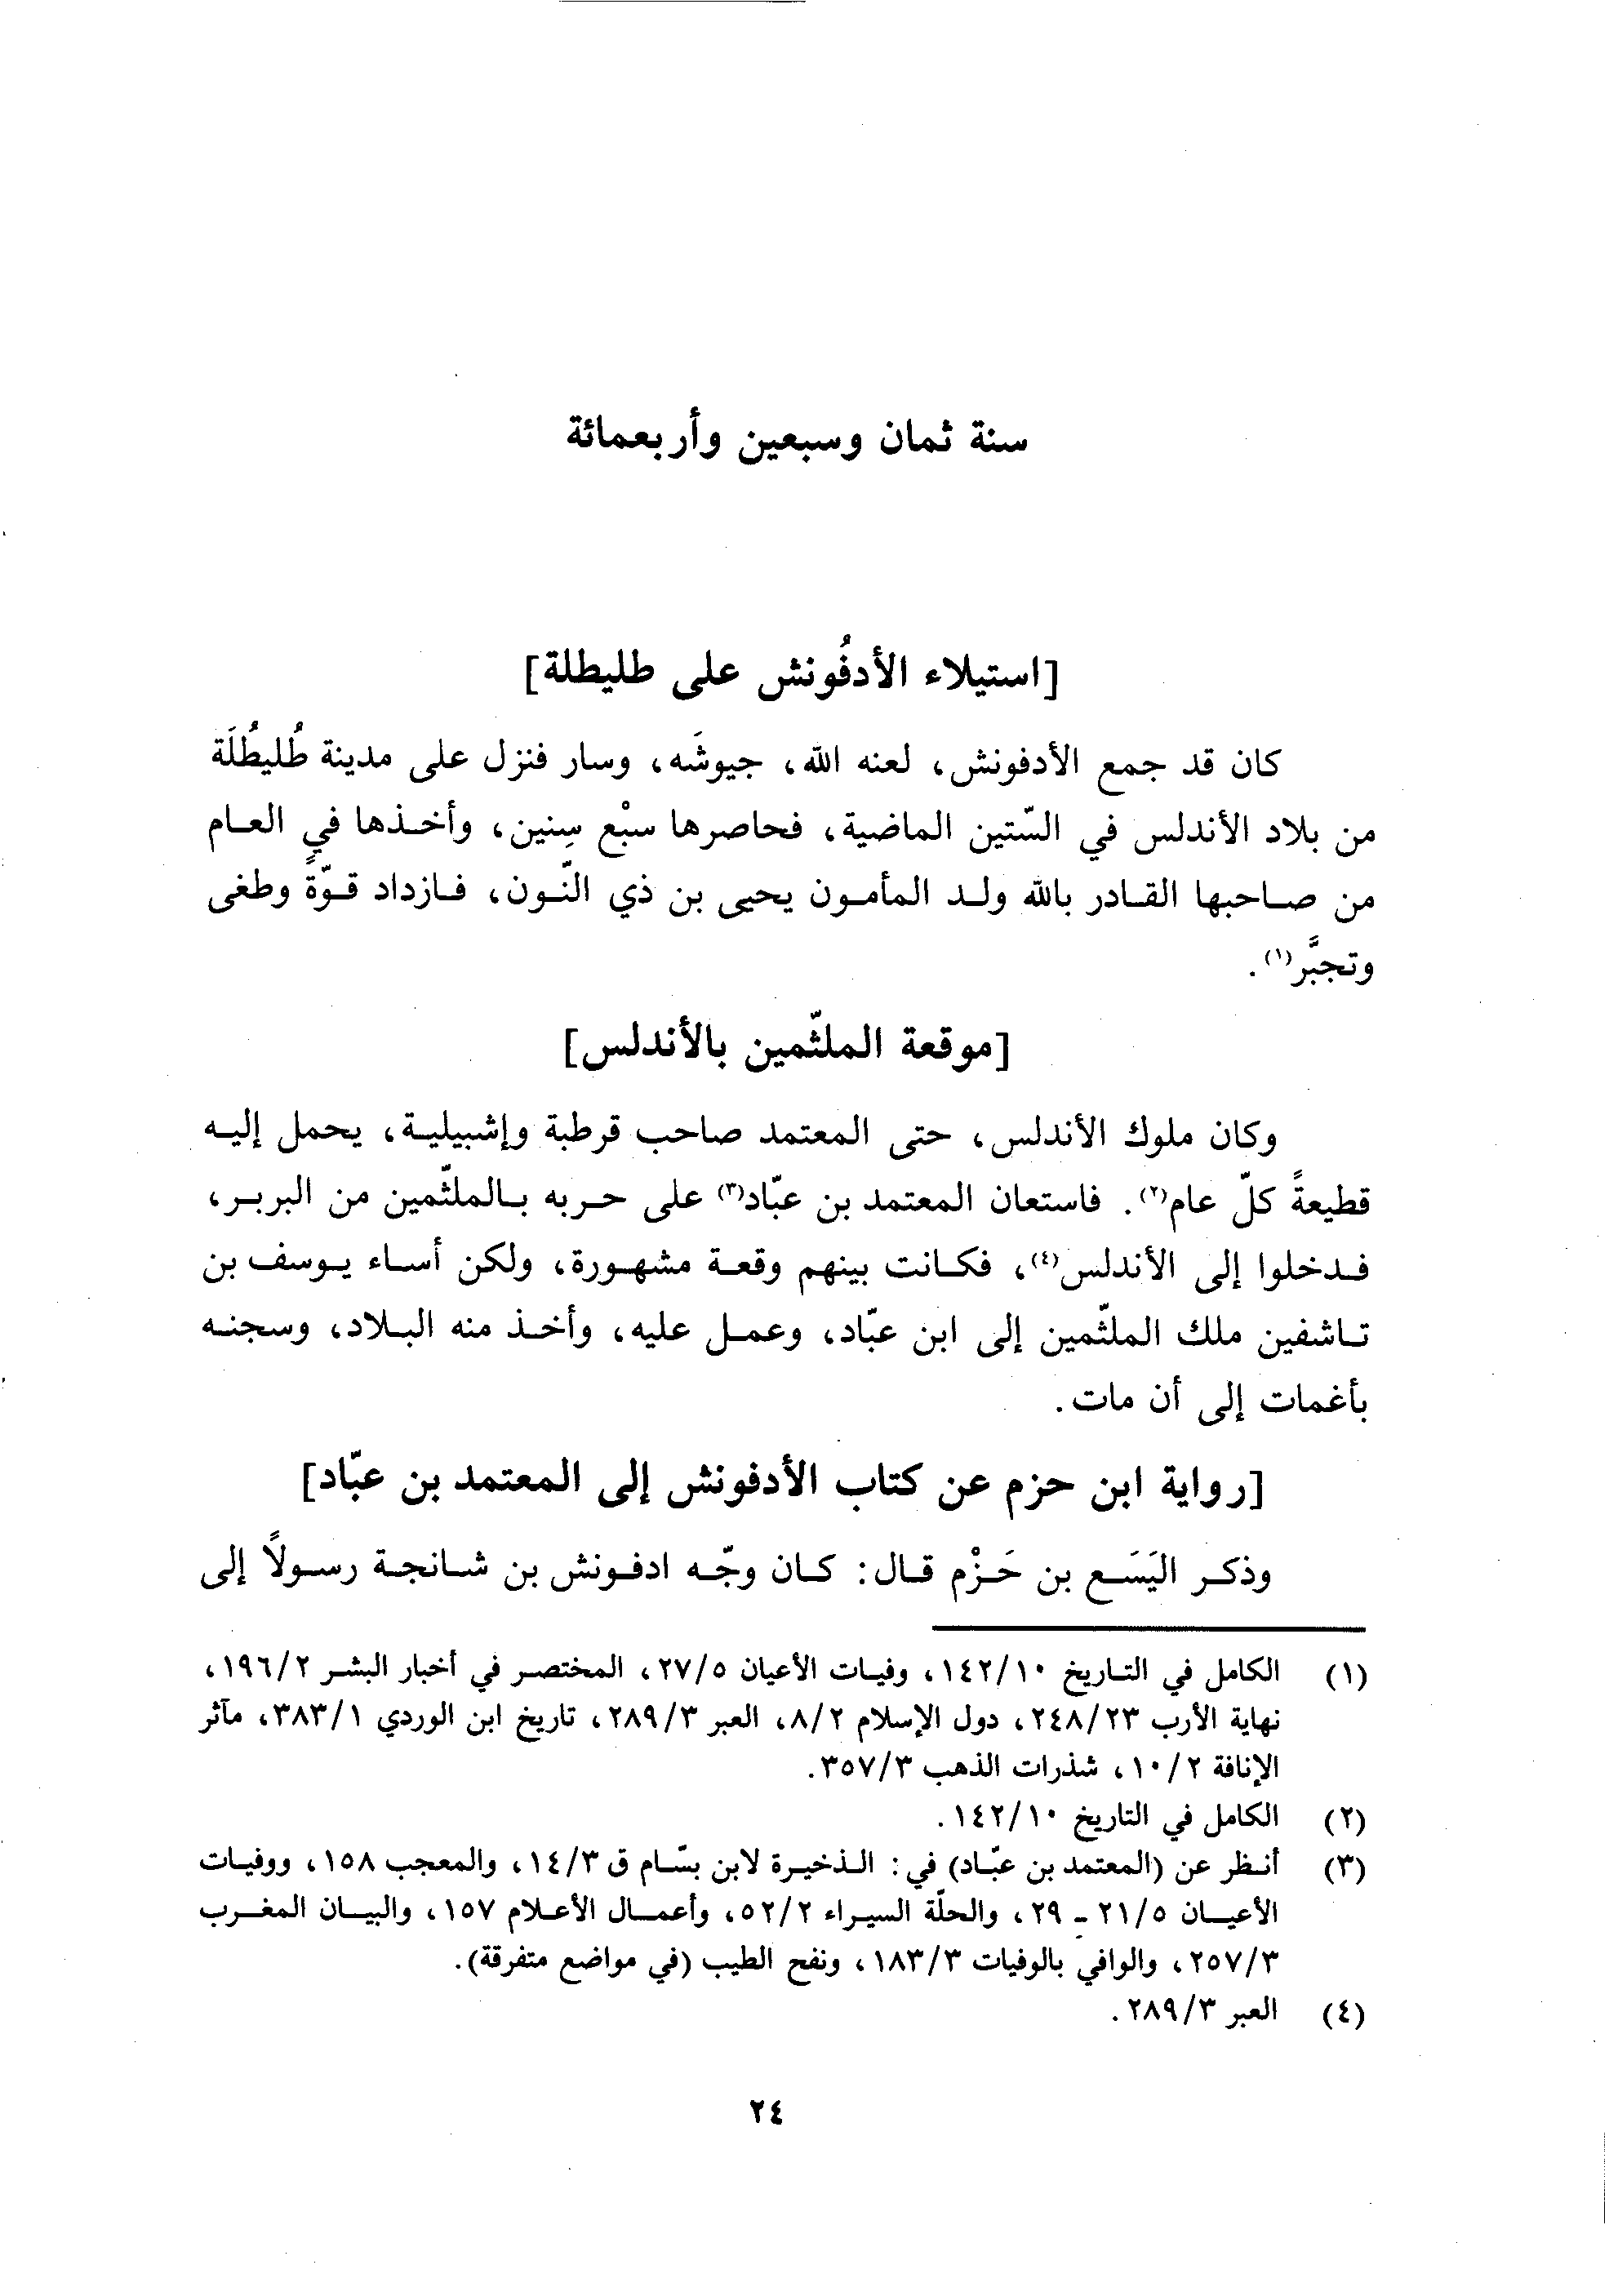 سنة ثمان وسبعين وأربعمائة
[استيلاء الأدفُونش على طليطلة]
كان قد جمع الأدفونش، لعنه الله، جيوشَه، وسار فنزل على مدينة طُليطُلَة
من بلاد الأندلس في السّتين الماضية، فحاصرها سبْع سِنين، وأخذها في العام
من صاحبها القادر بالله ولد المأمون يحيى بن ذي النّون، فازداد قوّةً وطغى
وتجبَّر(١).
[موقعة الملثّمين بالأندلس]
وكان ملوك الأندلس، حتى المعتمد صاحب قرطبة وإشبيلية، يحمل إليه
قطيعةً كلّ عام(٢). فاستعان المعتمد بن عبّاد(٣) على حربه بالملثّمين من البربر،
فدخلوا إلى الأندلس(٤)، فكانت بينهم وقعة مشهورة، ولكن أساء يوسف بن
تاشفين ملك الملثّمين إلى ابن عبّاد، وعمل عليه، وأخذ منه البلاد، وسجنه
بأغمات إلى أن مات.
[رواية ابن حزم عن كتاب الأدفونش إلى المعتمد بن عبّاد]
وذكر اليَسَع بن حَزْم قال: كان وجّه ادفونش بن شانجة رسولاً إلى
(١) الكامل في التاريخ ١٤٢/١٠، وفيات الأعيان ٢٧/٥، المختصر في أخبار البشر ١٩٦/٢،
نهاية الأرب ٢٤٨/٢٣، دول الإسلام ٨/٢، العبر ٢٨٩/٣، تاريخ ابن الوردي ٣٨٣/١، مآثر
الإنافة ١٠/٢، شذرات الذهب ٣٥٧/٣.
(٢) الكامل في التاريخ ١٤٢/١٠.
(٣) أنظر عن (المعتمد بن عبّاد) في: الذخيرة لابن بسّام ق ١٤/٣، والمعجب ١٥٨، ووفيات
الأعيان ٢١/٥ - ٢٩، والحلّة السيراء ٥٢/٢، وأعمال الأعلام ١٥٧، والبيان المغرب
٢٥٧/٣، والوافي بالوفيات ١٨٣/٣، ونفح الطيب (في مواضع متفرقة).
(٤) العبر ٢٨٩/٣.
٢٤